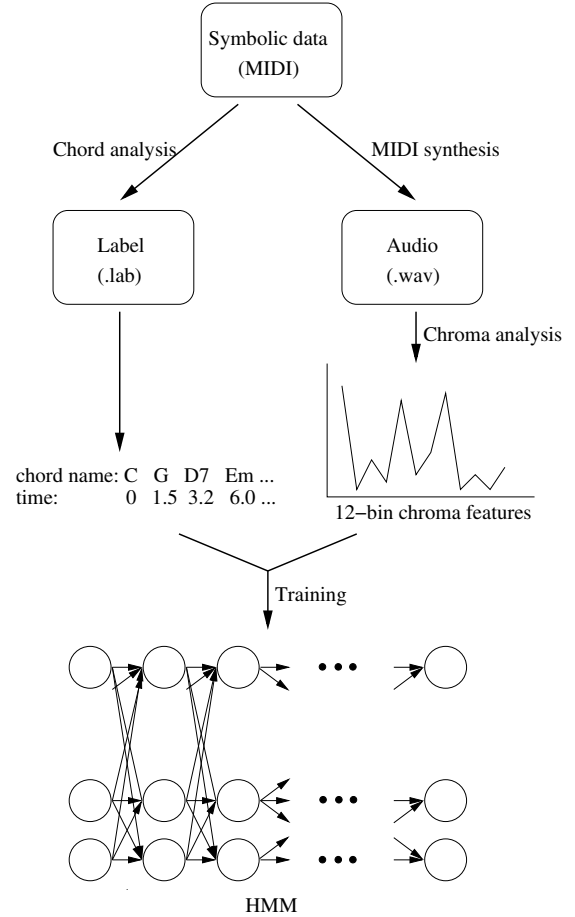 Symbolic data
(MIDI)
Chord analysis
MIDI synthesis
Label
(.lab)
Audio
(.wav)
Chroma analysis
chord name: C G D7 Em ...
time: 0 1.5 3.2 6.0 ...
12−bin chroma features
Training
HMM